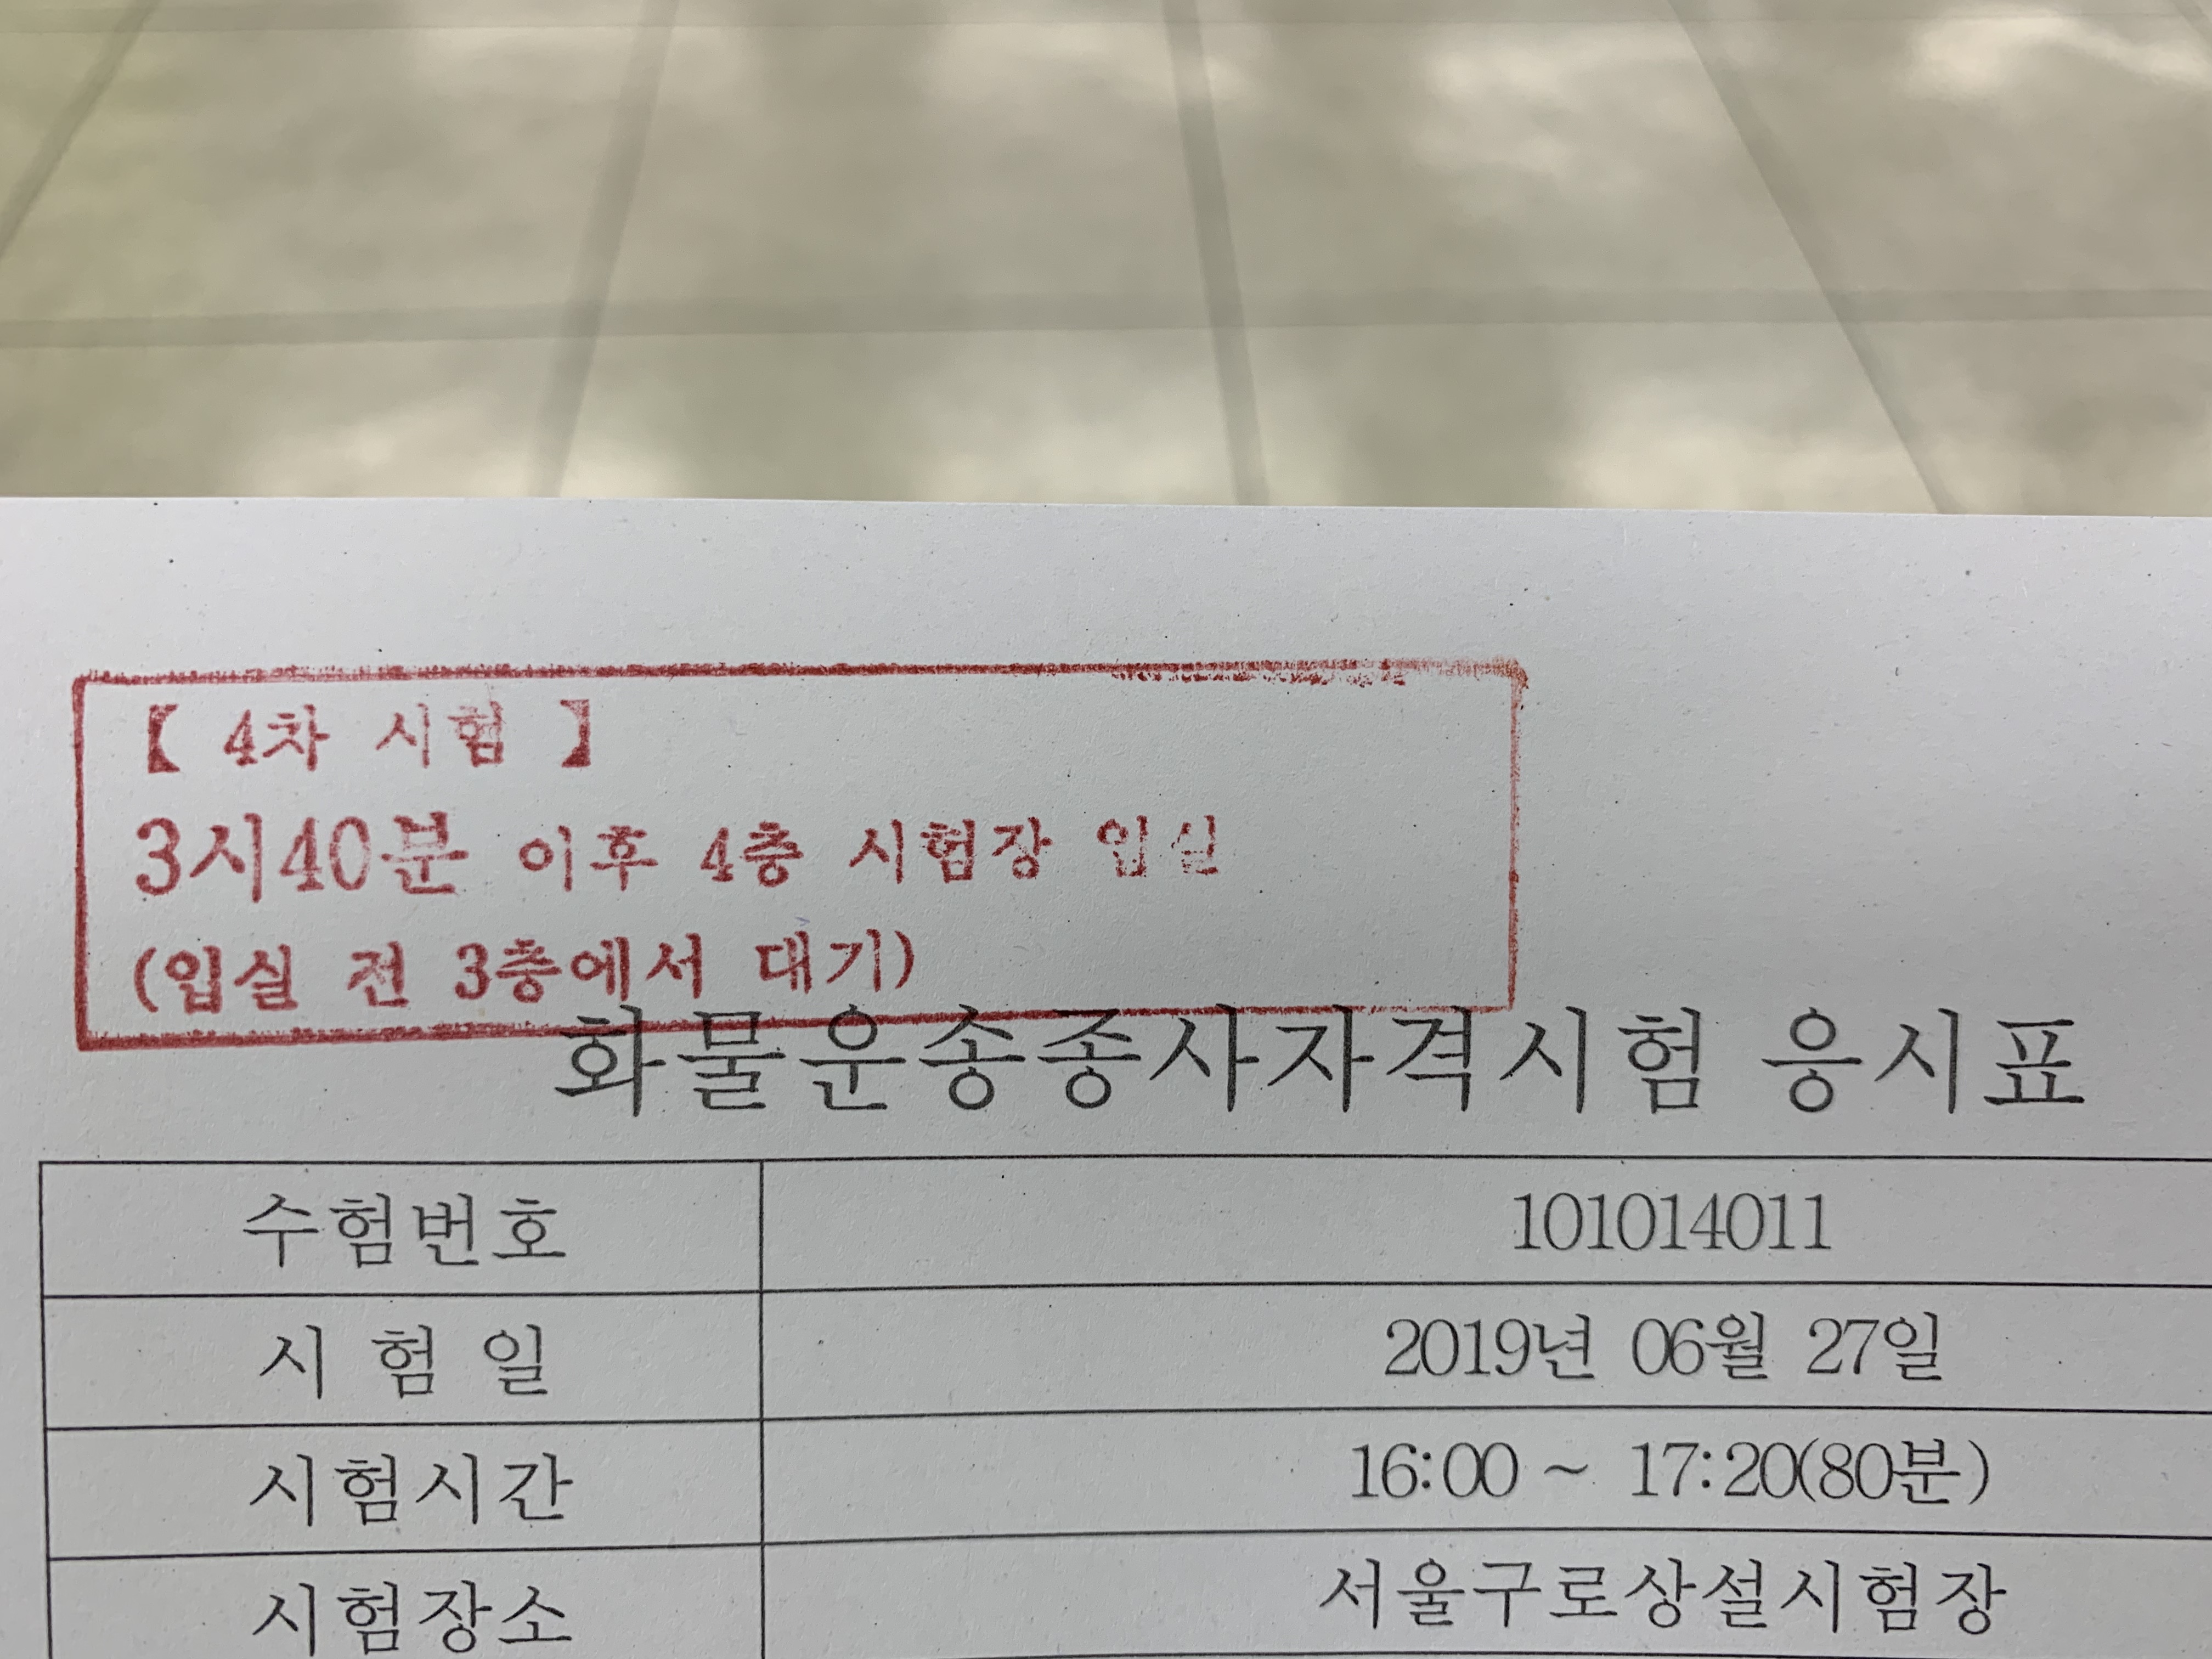 【 4차 시험 】
3시40분 이후 4층 시험장 입실
(입실 전 3층에서 대기)
화물운송종사자격시험 응시표
수험번호 101014011
시 험 일 2019년 06월 27일
시험시간 16:00 ~ 17:20(80분)
시험장소 서울구로상설시험장